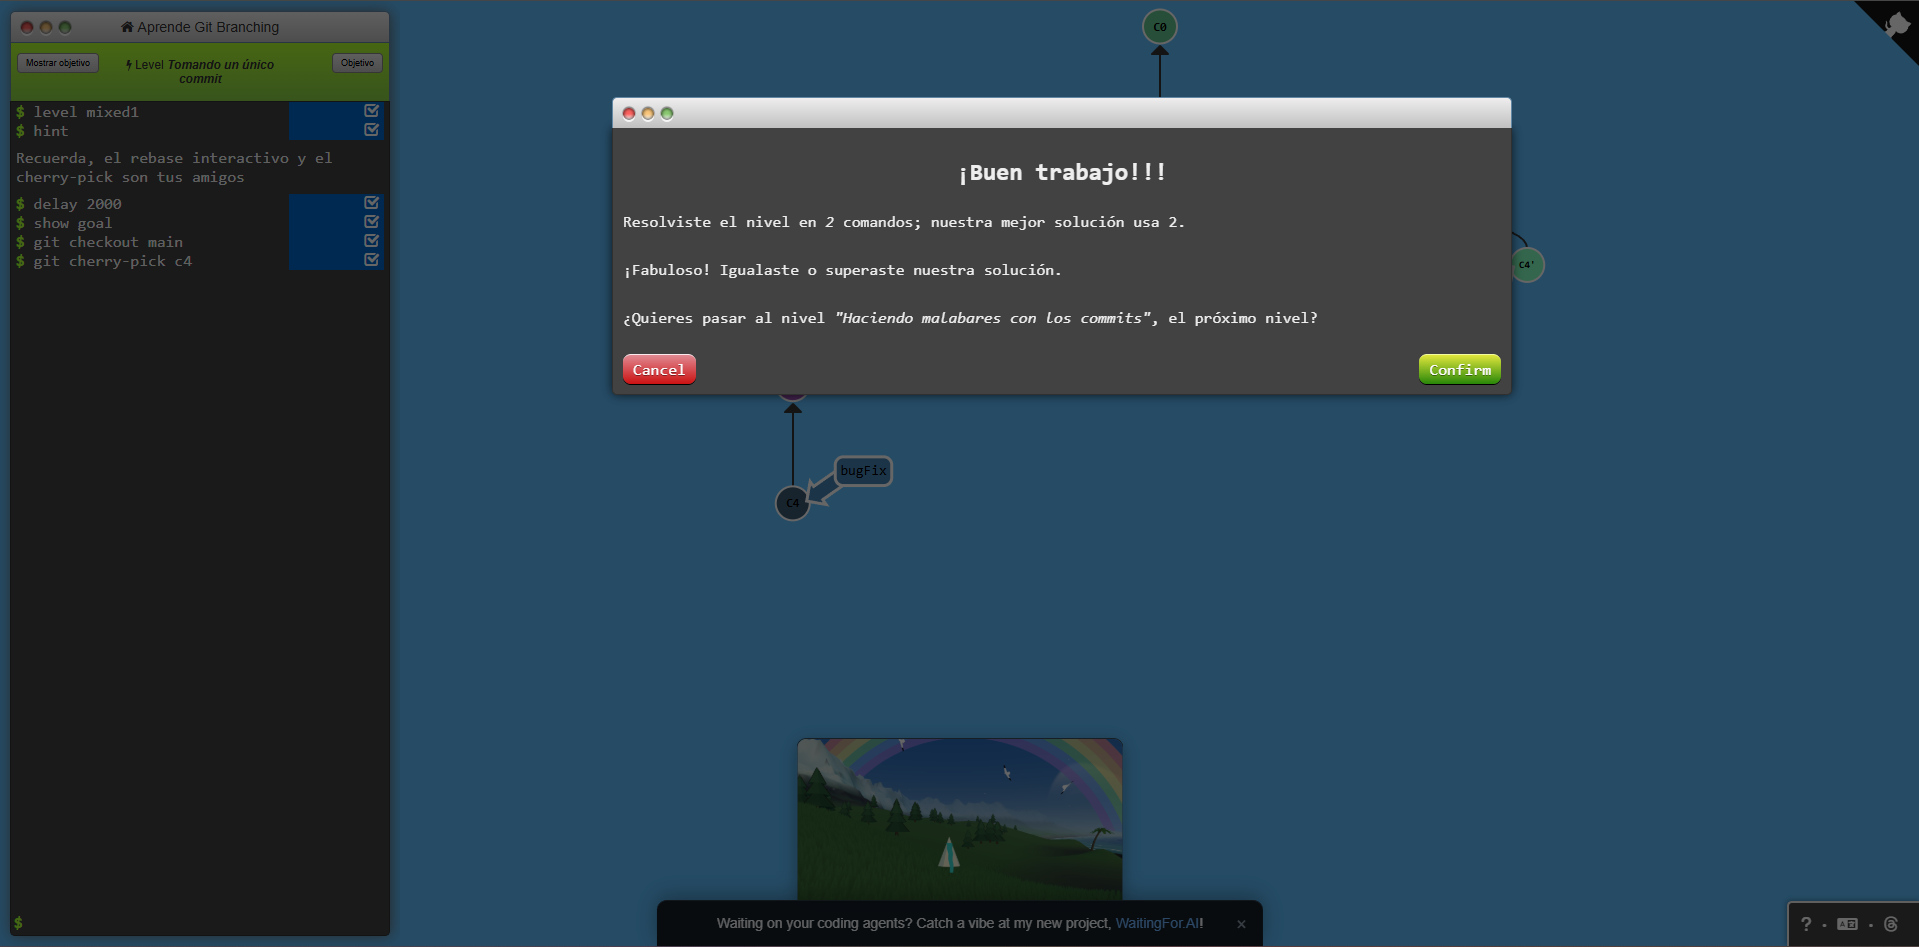 Aprende Git Branching
Mostrar objetivo
Level Tomando un único
commit
Objetivo
$ level mixed1
$ hint
Recuerda, el rebase interactivo y el
cherry-pick son tus amigos
$ delay 2000
$ show goal
$ git checkout main
$ git cherry-pick c4
$
C0
¡Buen trabajo!!!
Resolviste el nivel en 2 comandos; nuestra mejor solución usa 2.
¡Fabuloso! Igualaste o superaste nuestra solución.
¿Quieres pasar al nivel "Haciendo malabares con los commits", el próximo nivel?
Cancel
Confirm
C4'
bugFix
C4
Waiting on your coding agents? Catch a vibe at my new project, WaitingFor.AI!
×
? · A ·